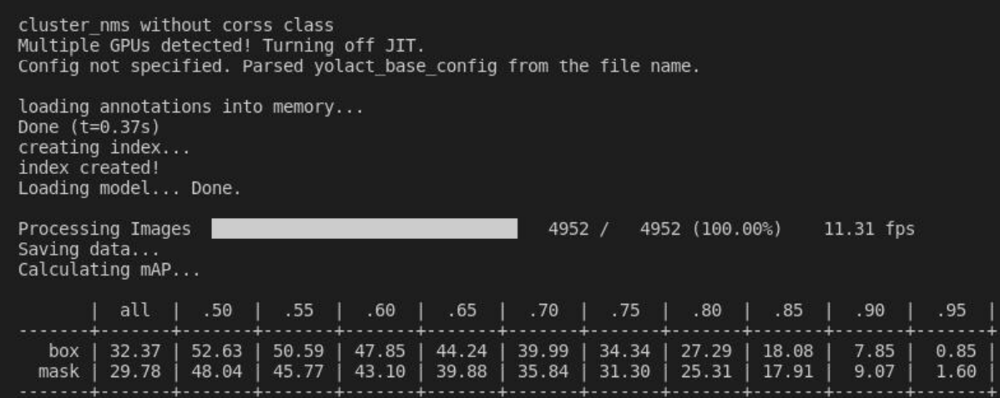 cluster_nms without corss class
Multiple GPUs detected! Turning off JIT.
Config not specified. Parsed yolact_base_config from the file name.
loading annotations into memory...
Done (t=0.37s)
creating index...
index created!
Loading model... Done.
Processing Images 4952 / 4952 (100.00%) 11.31 fps
Saving data...
Calculating mAP...
| all | .50 | .55 | .60 | .65 | .70 | .75 | .80 | .85 | .90 | .95 |
-------+-------+-------+-------+-------+-------+-------+-------+-------+-------+-------+-------+
box | 32.37 | 52.63 | 50.59 | 47.85 | 44.24 | 39.99 | 34.34 | 27.29 | 18.08 | 7.85 | 0.85 |
mask | 29.78 | 48.04 | 45.77 | 43.10 | 39.88 | 35.84 | 31.30 | 25.31 | 17.91 | 9.07 | 1.60 |
-------+-------+-------+-------+-------+-------+-------+-------+-------+-------+-------+-------+